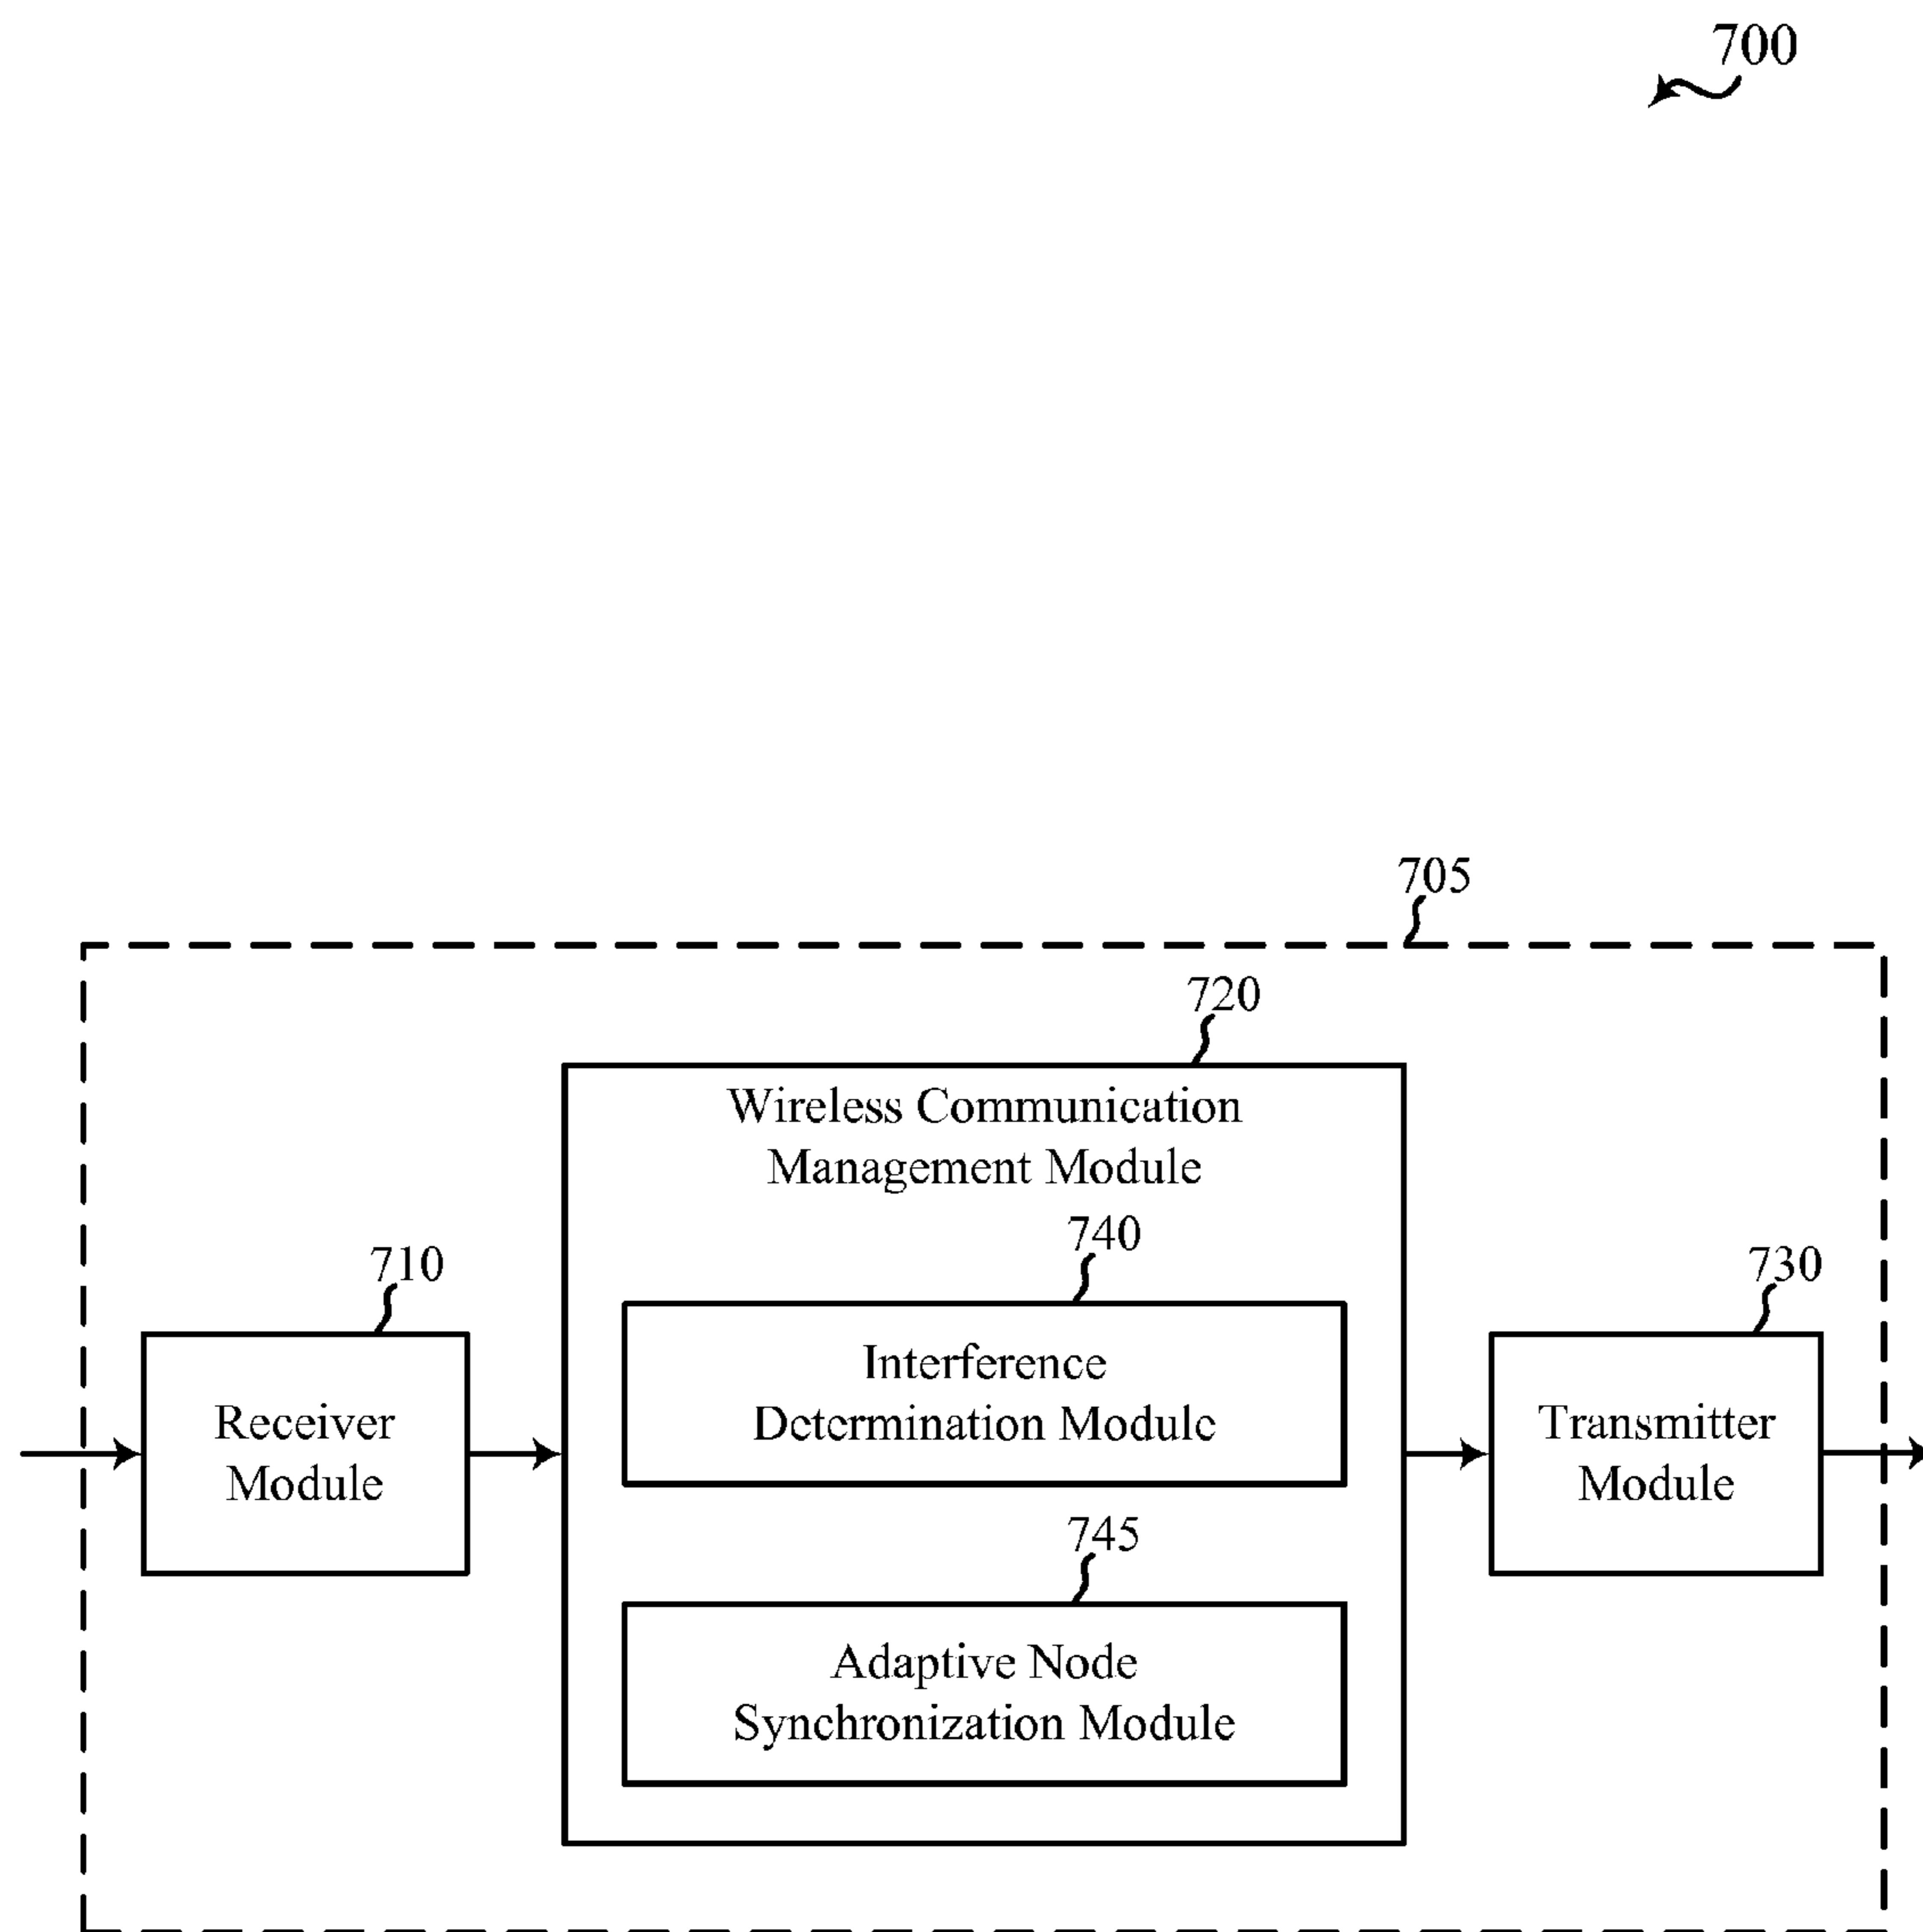 700
705
720
Wireless Communication
Management Module
740
710
730
Interference
Determination Module
Receiver
Module
Transmitter
Module
745
Adaptive Node
Synchronization Module